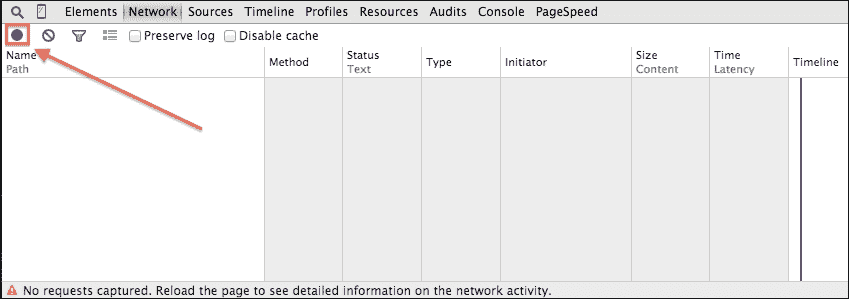 Elements Network Sources Timeline Profiles Resources Audits Console PageSpeed
Preserve log Disable cache
Name Path Method Status Text Type Initiator Size Content Time Latency Timeline
No requests captured. Reload the page to see detailed information on the network activity.